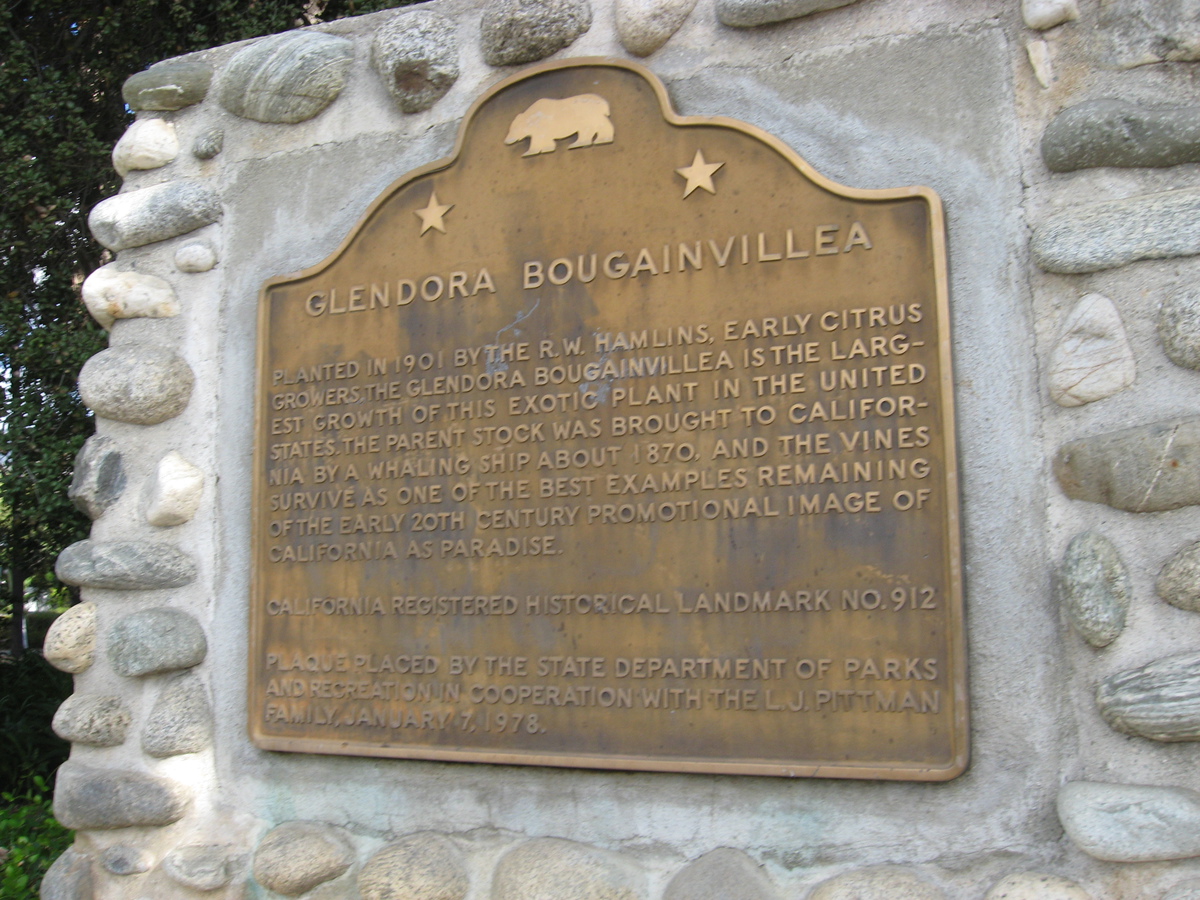 GLENDORA BOUGAINVILLEA
PLANTED IN 1901 BY THE R.W. HAMLINS, EARLY CITRUS
GROWERS, THE GLENDORA BOUGAINVILLEA IS THE LARG-
EST GROWTH OF THIS EXOTIC PLANT IN THE UNITED
STATES. THE PARENT STOCK WAS BROUGHT TO CALIFOR-
NIA BY A WHALING SHIP ABOUT 1870, AND THE VINES
SURVIVE AS ONE OF THE BEST EXAMPLES REMAINING
OF THE EARLY 20TH CENTURY PROMOTIONAL IMAGE OF
CALIFORNIA AS PARADISE.
CALIFORNIA REGISTERED HISTORICAL LANDMARK NO. 912
PLAQUE PLACED BY THE STATE DEPARTMENT OF PARKS
AND RECREATION IN COOPERATION WITH THE L.J. PITTMAN
FAMILY, JANUARY 7, 1978.